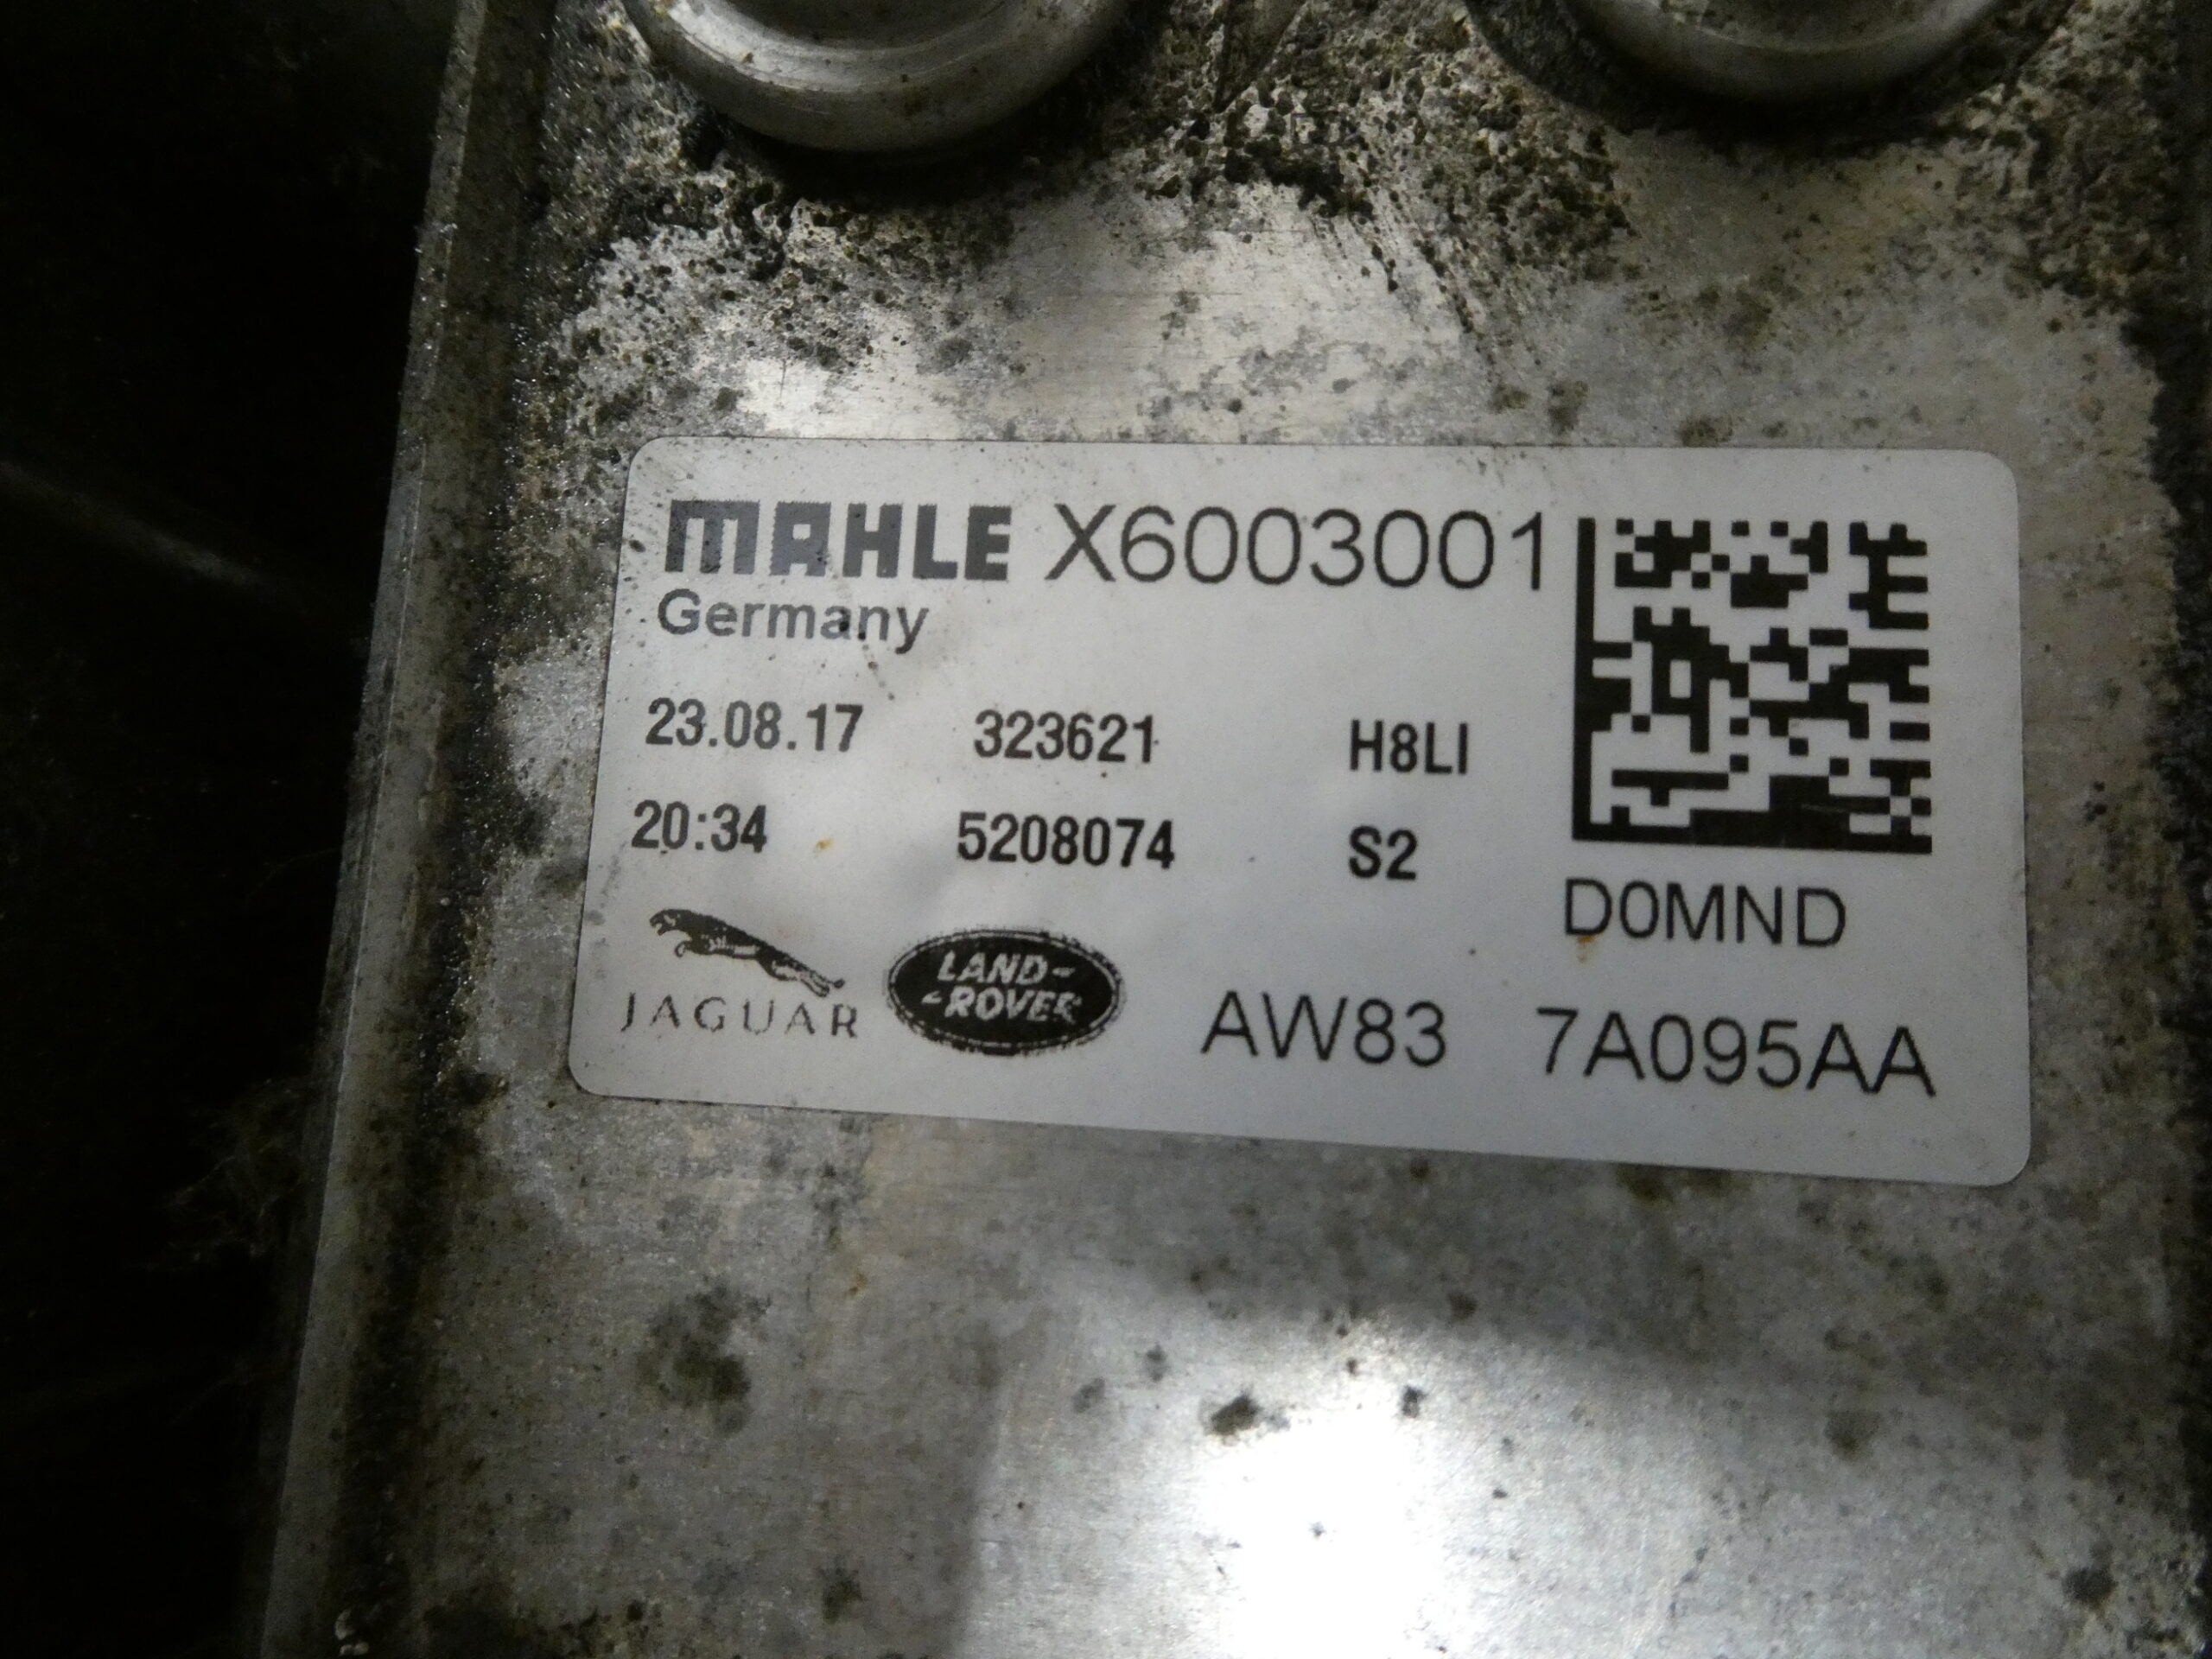 MAHLE X6003001
Germany
23.08.17 323621 H8LI
20:34 5208074 S2
D0MND
JAGUAR LAND-ROVER AW83 7A095AA